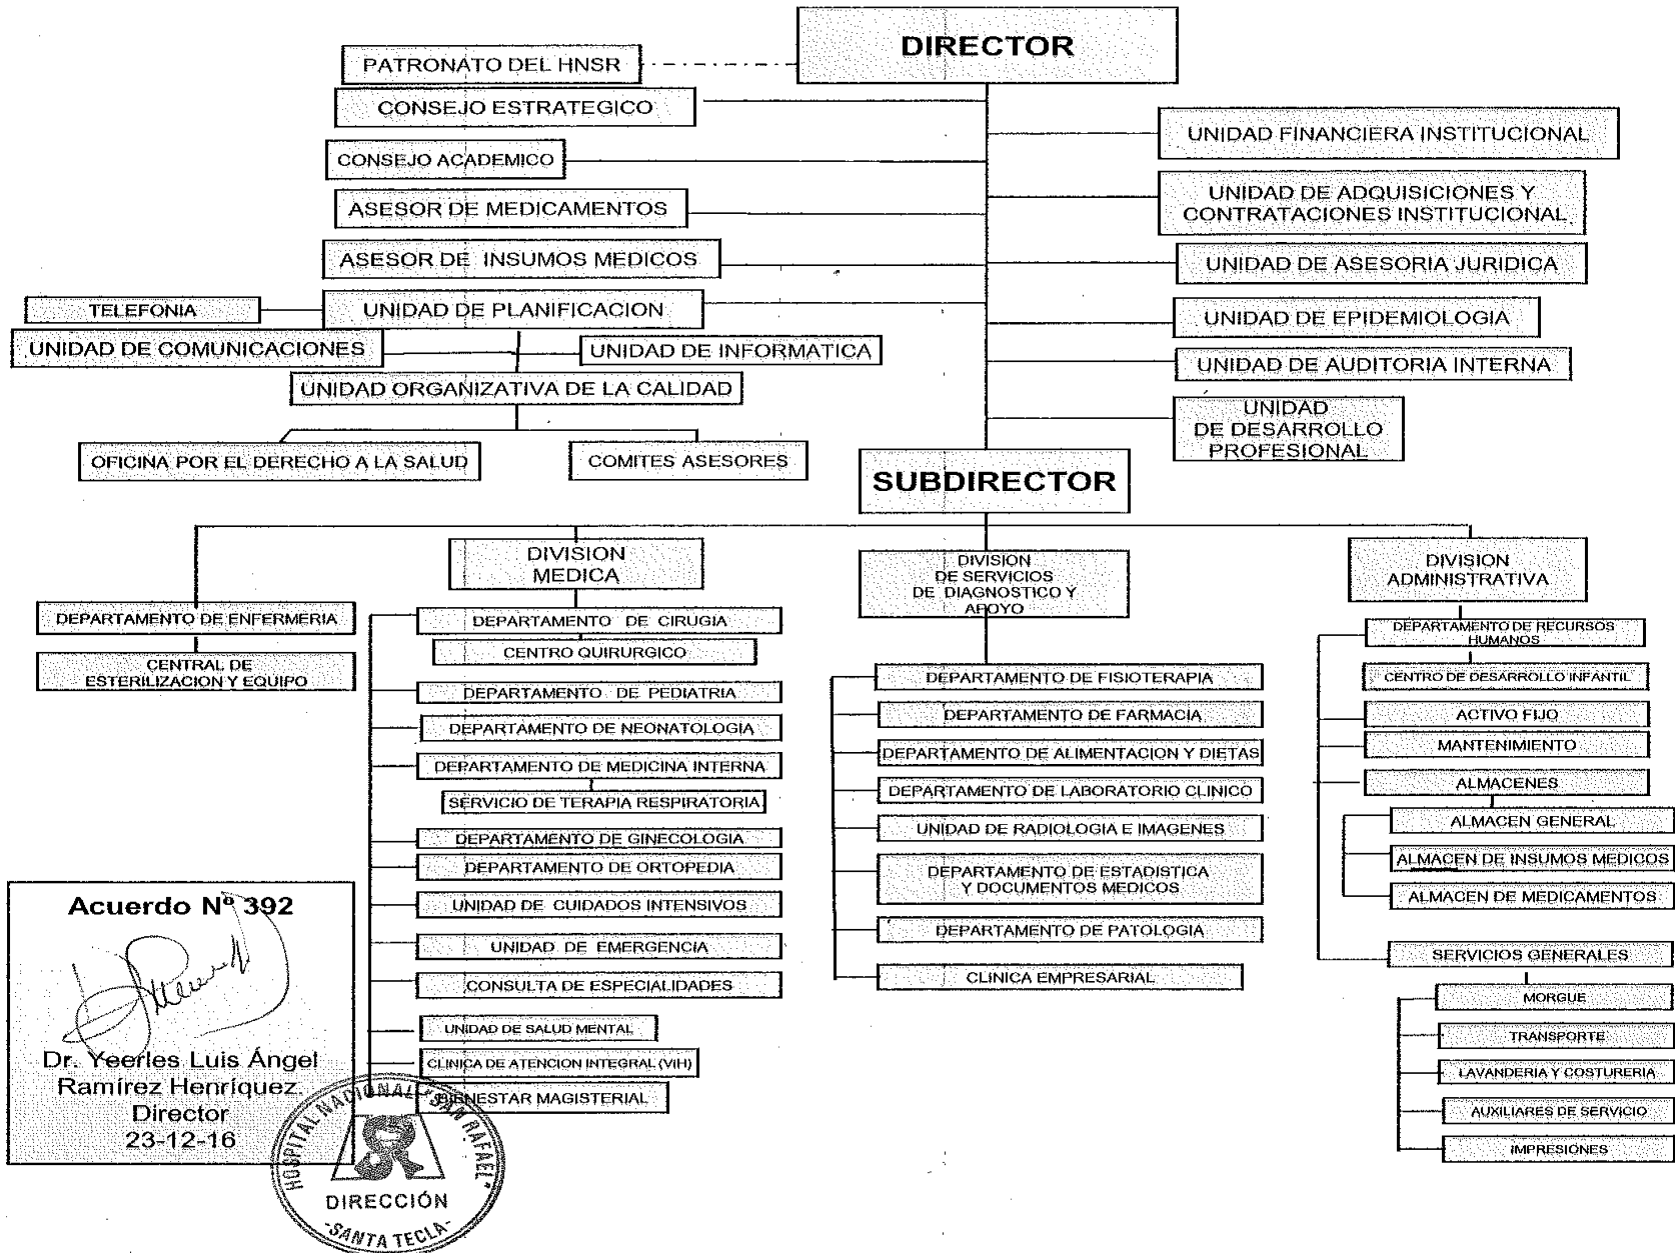 DIRECTOR
PATRONATO DEL HNSR
CONSEJO ESTRATEGICO
CONSEJO ACADEMICO
ASESOR DE MEDICAMENTOS
ASESOR DE INSUMOS MEDICOS
TELEFONIA
UNIDAD DE PLANIFICACION
UNIDAD DE COMUNICACIONES
UNIDAD DE INFORMATICA
UNIDAD ORGANIZATIVA DE LA CALIDAD
OFICINA POR EL DERECHO A LA SALUD
COMITES ASESORES
UNIDAD FINANCIERA INSTITUCIONAL
UNIDAD DE ADQUISICIONES Y
CONTRATACIONES INSTITUCIONAL
UNIDAD DE ASESORIA JURIDICA
UNIDAD DE EPIDEMIOLOGIA
UNIDAD DE AUDITORIA INTERNA
UNIDAD
DE DESARROLLO
PROFESIONAL
SUBDIRECTOR
DEPARTAMENTO DE ENFERMERIA
CENTRAL DE
ESTERILIZACION Y EQUIPO
DIVISION
MEDICA
DEPARTAMENTO DE CIRUGIA
CENTRO QUIRURGICO
DEPARTAMENTO DE PEDIATRIA
DEPARTAMENTO DE NEONATOLOGIA
DEPARTAMENTO DE MEDICINA INTERNA
SERVICIO DE TERAPIA RESPIRATORIA
DEPARTAMENTO DE GINECOLOGIA
DEPARTAMENTO DE ORTOPEDIA
UNIDAD DE CUIDADOS INTENSIVOS
UNIDAD DE EMERGENCIA
CONSULTA DE ESPECIALIDADES
UNIDAD DE SALUD MENTAL
CLINICA DE ATENCION INTEGRAL (VIH)
BIENESTAR MAGISTERIAL
DIVISION
DE SERVICIOS
DE DIAGNOSTICO Y
APOYO
DEPARTAMENTO DE FISIOTERAPIA
DEPARTAMENTO DE FARMACIA
DEPARTAMENTO DE ALIMENTACION Y DIETAS
DEPARTAMENTO DE LABORATORIO CLINICO
UNIDAD DE RADIOLOGIA E IMAGENES
DEPARTAMENTO DE ESTADISTICA
Y DOCUMENTOS MEDICOS
DEPARTAMENTO DE PATOLOGIA
CLINICA EMPRESARIAL
DIVISION
ADMINISTRATIVA
DEPARTAMENTO DE RECURSOS
HUMANOS
CENTRO DE DESARROLLO INFANTIL
ACTIVO FIJO
MANTENIMIENTO
ALMACENES
ALMACEN GENERAL
ALMACEN DE INSUMOS MEDICOS
ALMACEN DE MEDICAMENTOS
SERVICIOS GENERALES
MORGUE
TRANSPORTE
LAVANDERIA Y COSTURERIA
AUXILIARES DE SERVICIO
IMPRESIONES
Acuerdo Nº 392
Dr. Yeerles Luis Ángel
Ramírez Henríquez.
Director
23-12-16
HOSPITAL NACIONAL "SAN RAFAEL"
DIRECCIÓN
-SANTA TECLA-